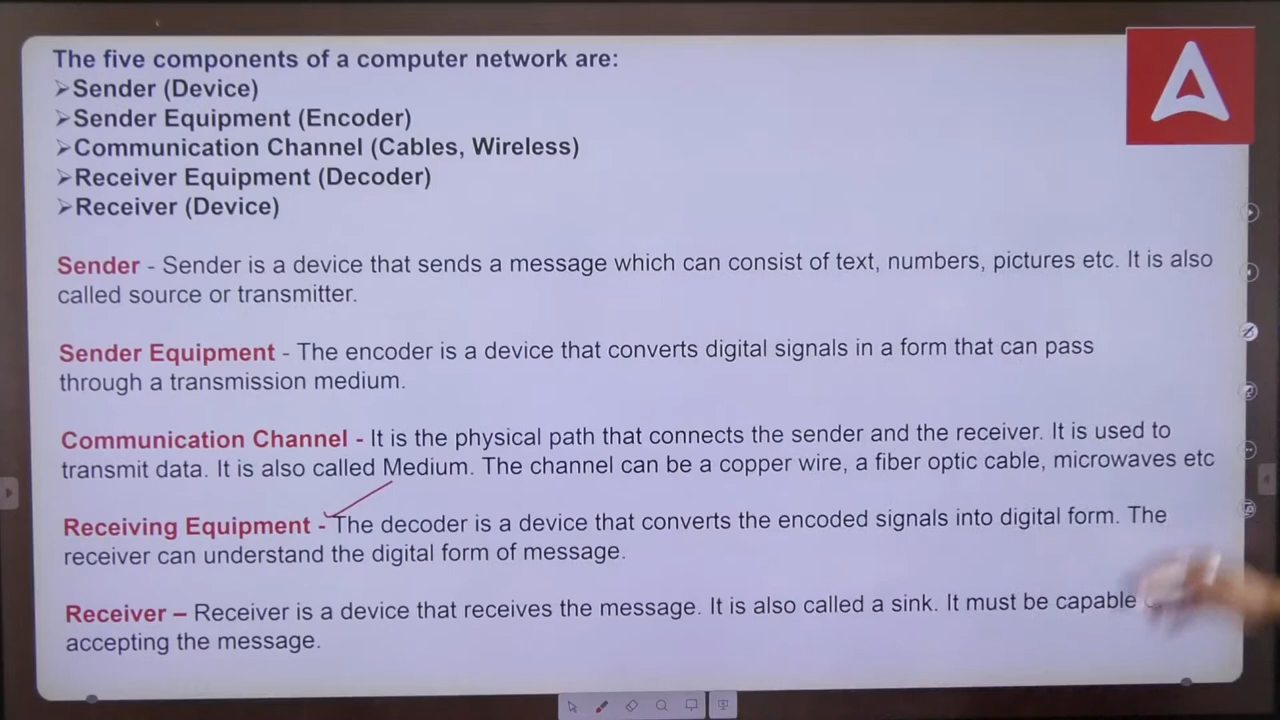 The five components of a computer network are:
➢Sender (Device)
➢Sender Equipment (Encoder)
➢Communication Channel (Cables, Wireless)
➢Receiver Equipment (Decoder)
➢Receiver (Device)
Sender - Sender is a device that sends a message which can consist of text, numbers, pictures etc. It is also
called source or transmitter.
Sender Equipment - The encoder is a device that converts digital signals in a form that can pass
through a transmission medium.
Communication Channel - It is the physical path that connects the sender and the receiver. It is used to
transmit data. It is also called Medium. The channel can be a copper wire, a fiber optic cable, microwaves etc
Receiving Equipment - The decoder is a device that converts the encoded signals into digital form. The
receiver can understand the digital form of message.
Receiver – Receiver is a device that receives the message. It is also called a sink. It must be capable
accepting the message.